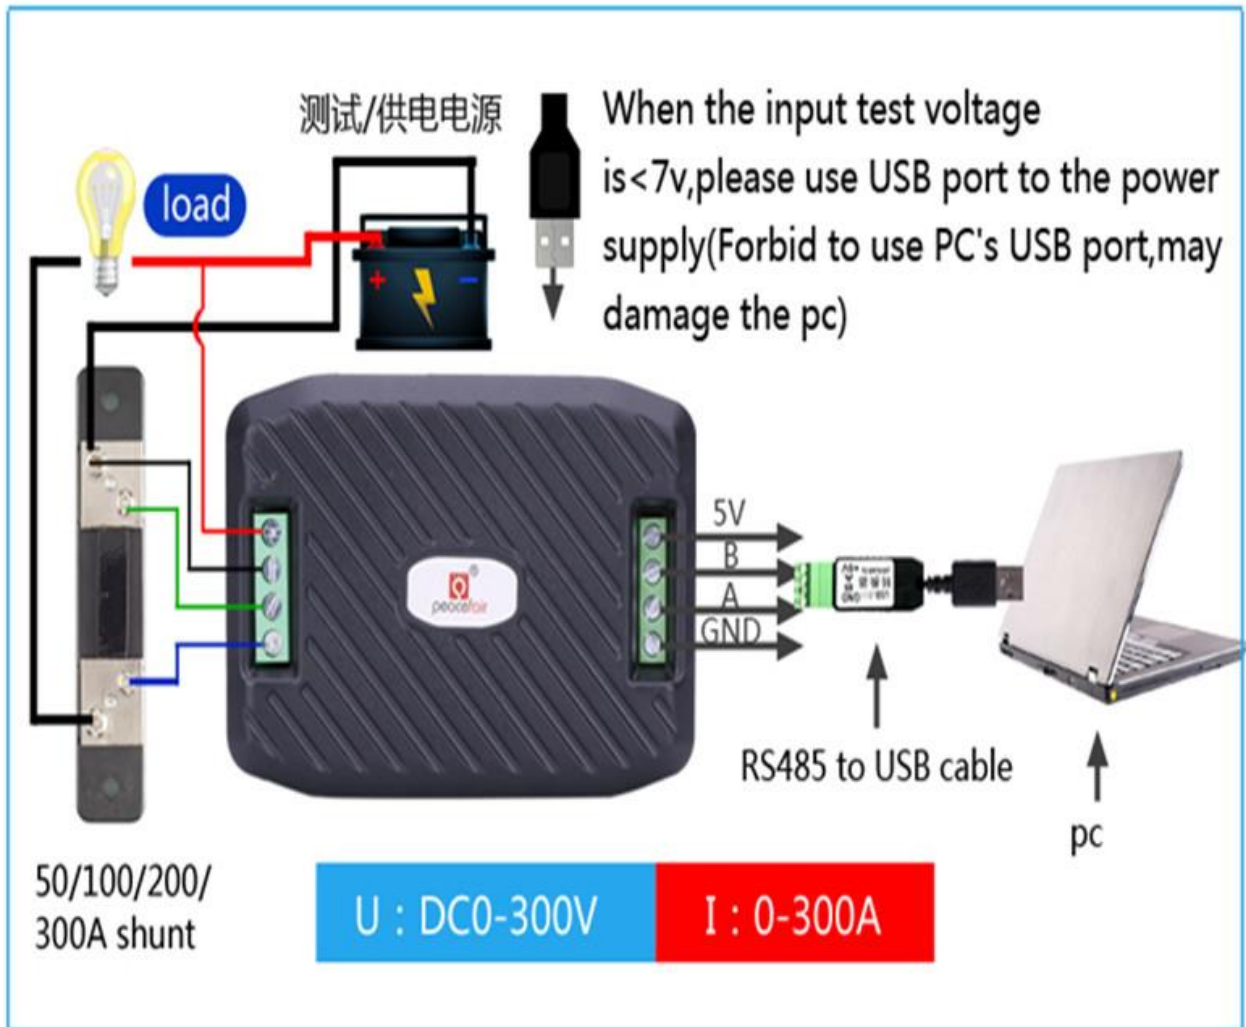 测试/供电电源
When the input test voltage
is<7v,please use USB port to the power
supply(Forbid to use PC's USB port,may
damage the pc)
load
+
−
®
peacefair
5V
B
A
GND
RS485 to USB cable
pc
50/100/200/
300A shunt
U : DC0-300V
I : 0-300A